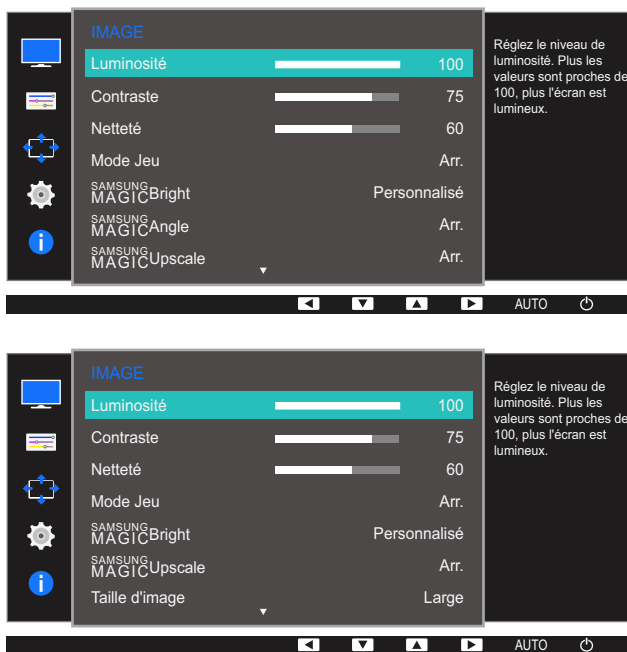 IMAGE
Luminosité 100
Contraste 75
Netteté 60
Mode Jeu Arr.
SAMSUNG MAGICBright Personnalisé
SAMSUNG MAGICAngle Arr.
SAMSUNG MAGICUpscale Arr.
Réglez le niveau de
luminosité. Plus les
valeurs sont proches de
100, plus l'écran est
lumineux.
AUTO
IMAGE
Luminosité 100
Contraste 75
Netteté 60
Mode Jeu Arr.
SAMSUNG MAGICBright Personnalisé
SAMSUNG MAGICUpscale Arr.
Taille d'image Large
Réglez le niveau de
luminosité. Plus les
valeurs sont proches de
100, plus l'écran est
lumineux.
AUTO